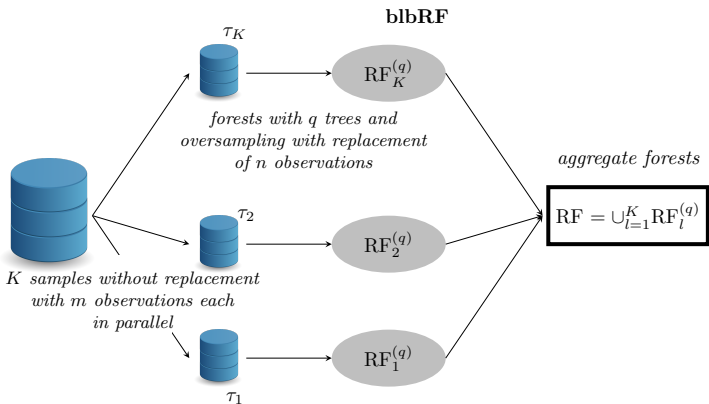 blbRF
τ_K
RF_K^(q)
forests with q trees and
oversampling with replacement
of n observations
aggregate forests
τ_2
RF_2^(q)
RF = ∪_{l=1}^K RF_l^(q)
K samples without replacement
with m observations each
in parallel
RF_1^(q)
τ_1